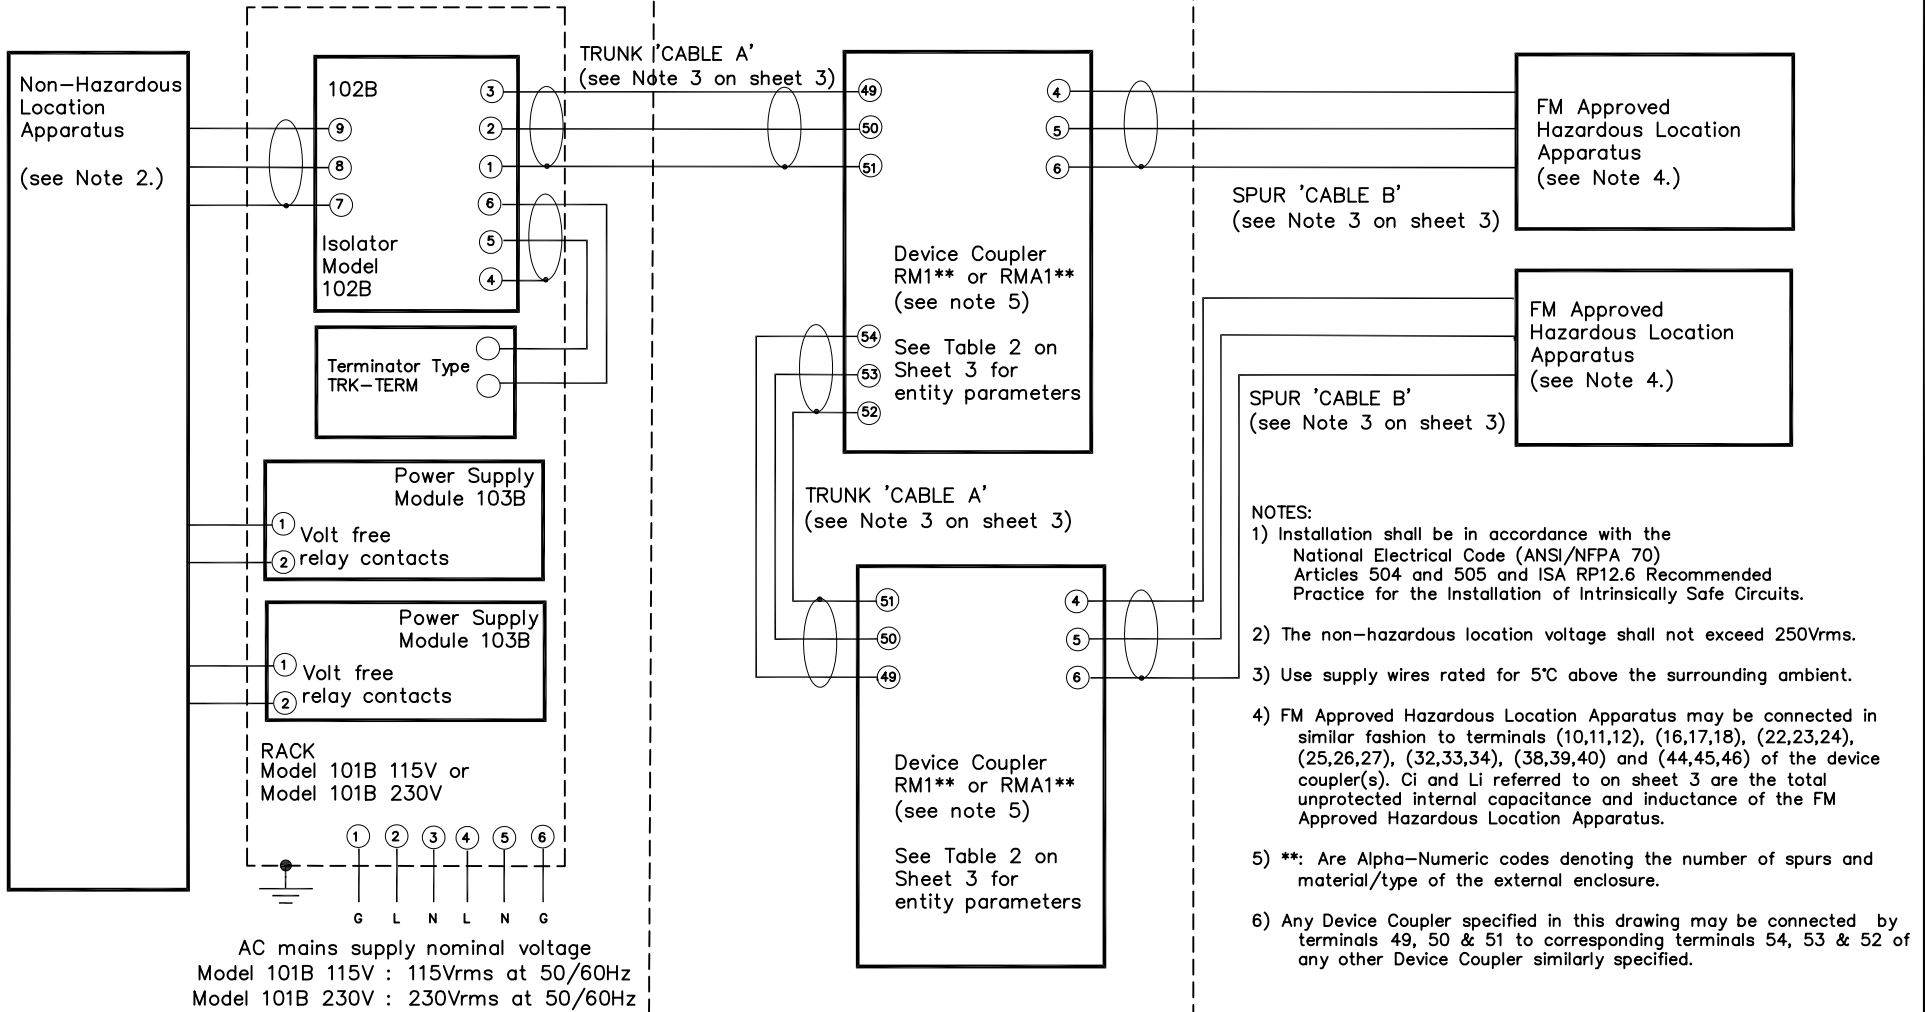 Non-Hazardous
Location
Apparatus
(see Note 2.)
102B
9
8
7
3
2
1
6
5
4
Isolator
Model
102B
Terminator Type
TRK-TERM
Power Supply
Module 103B
1
Volt free
2
relay contacts
Power Supply
Module 103B
1
Volt free
2
relay contacts
RACK
Model 101B 115V or
Model 101B 230V
1 2 3 4 5 6
G L N L N G
AC mains supply nominal voltage
Model 101B 115V : 115Vrms at 50/60Hz
Model 101B 230V : 230Vrms at 50/60Hz
TRUNK 'CABLE A'
(see Note 3 on sheet 3)
49
50
51
4
5
6
Device Coupler
RM1** or RMA1**
(see note 5)
54
53
52
See Table 2 on
Sheet 3 for
entity parameters
TRUNK 'CABLE A'
(see Note 3 on sheet 3)
51
50
49
4
5
6
Device Coupler
RM1** or RMA1**
(see note 5)
See Table 2 on
Sheet 3 for
entity parameters
FM Approved
Hazardous Location
Apparatus
(see Note 4.)
SPUR 'CABLE B'
(see Note 3 on sheet 3)
FM Approved
Hazardous Location
Apparatus
(see Note 4.)
SPUR 'CABLE B'
(see Note 3 on sheet 3)
NOTES:
1) Installation shall be in accordance with the
National Electrical Code (ANSI/NFPA 70)
Articles 504 and 505 and ISA RP12.6 Recommended
Practice for the Installation of Intrinsically Safe Circuits.
2) The non-hazardous location voltage shall not exceed 250Vrms.
3) Use supply wires rated for 5°C above the surrounding ambient.
4) FM Approved Hazardous Location Apparatus may be connected in
similar fashion to terminals (10,11,12), (16,17,18), (22,23,24),
(25,26,27), (32,33,34), (38,39,40) and (44,45,46) of the device
coupler(s). Ci and Li referred to on sheet 3 are the total
unprotected internal capacitance and inductance of the FM
Approved Hazardous Location Apparatus.
5) **: Are Alpha-Numeric codes denoting the number of spurs and
material/type of the external enclosure.
6) Any Device Coupler specified in this drawing may be connected by
terminals 49, 50 & 51 to corresponding terminals 54, 53 & 52 of
any other Device Coupler similarly specified.